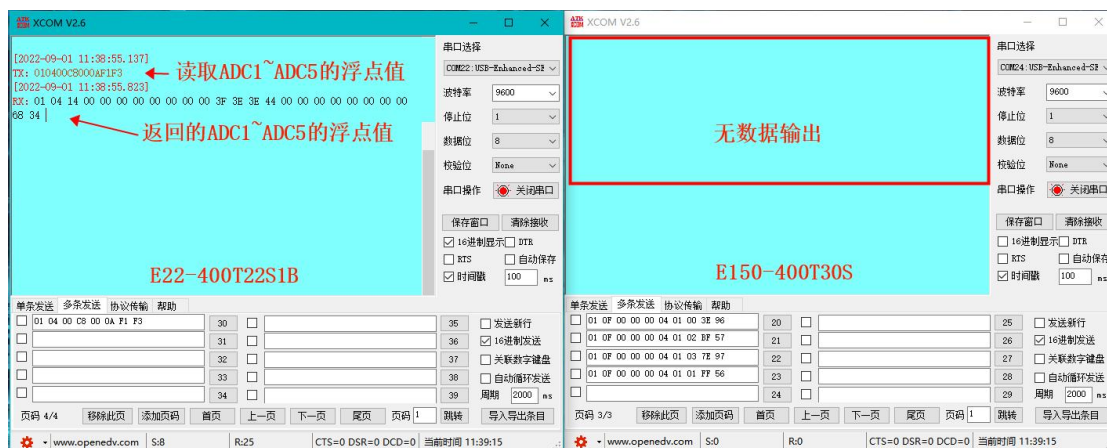 XCOM V2.6
[2022-09-01 11:38:55.137]
TX: 010400C8000AF1F3
读取ADC1~ADC5的浮点值
[2022-09-01 11:38:55.823]
RX: 01 04 14 00 00 00 00 00 00 00 00 3F 3E 3E 44 00 00 00 00 00 00 00 00
68 34
返回的ADC1~ADC5的浮点值
E22-400T22S1B
串口选择
COM22:USB-Enhanced-SE
波特率 9600
停止位 1
数据位 8
校验位 None
串口操作 关闭串口
保存窗口 清除接收
16进制显示 DTR
RTS 自动保存
时间戳 100 ms
单条发送 多条发送 协议传输 帮助
01 04 00 C8 00 0A F1 F3 30 35 发送新行
31 36 16进制发送
32 37 关联数字键盘
33 38 自动循环发送
34 39 周期 2000 ms
页码 4/4 移除此页 添加页码 首页 上一页 下一页 尾页 页码 1 跳转 导入导出条目
www.openedv.com S:8 R:25 CTS=0 DSR=0 DCD=0 当前时间 11:39:15
XCOM V2.6
无数据输出
E150-400T30S
串口选择
COM24:USB-Enhanced-SE
波特率 9600
停止位 1
数据位 8
校验位 None
串口操作 关闭串口
保存窗口 清除接收
16进制显示 DTR
RTS 自动保存
时间戳 100 ms
单条发送 多条发送 协议传输 帮助
01 0F 00 00 00 04 01 00 3E 96 20 25 发送新行
01 0F 00 00 00 04 01 02 BF 57 21 26 16进制发送
01 0F 00 00 00 04 01 03 7E 97 22 27 关联数字键盘
01 0F 00 00 00 04 01 01 FF 56 23 28 自动循环发送
24 29 周期 2000 ms
页码 3/3 移除此页 添加页码 首页 上一页 下一页 尾页 页码 1 跳转 导入导出条目
www.openedv.com S:0 R:0 CTS=0 DSR=0 DCD=0 当前时间 11:39:15